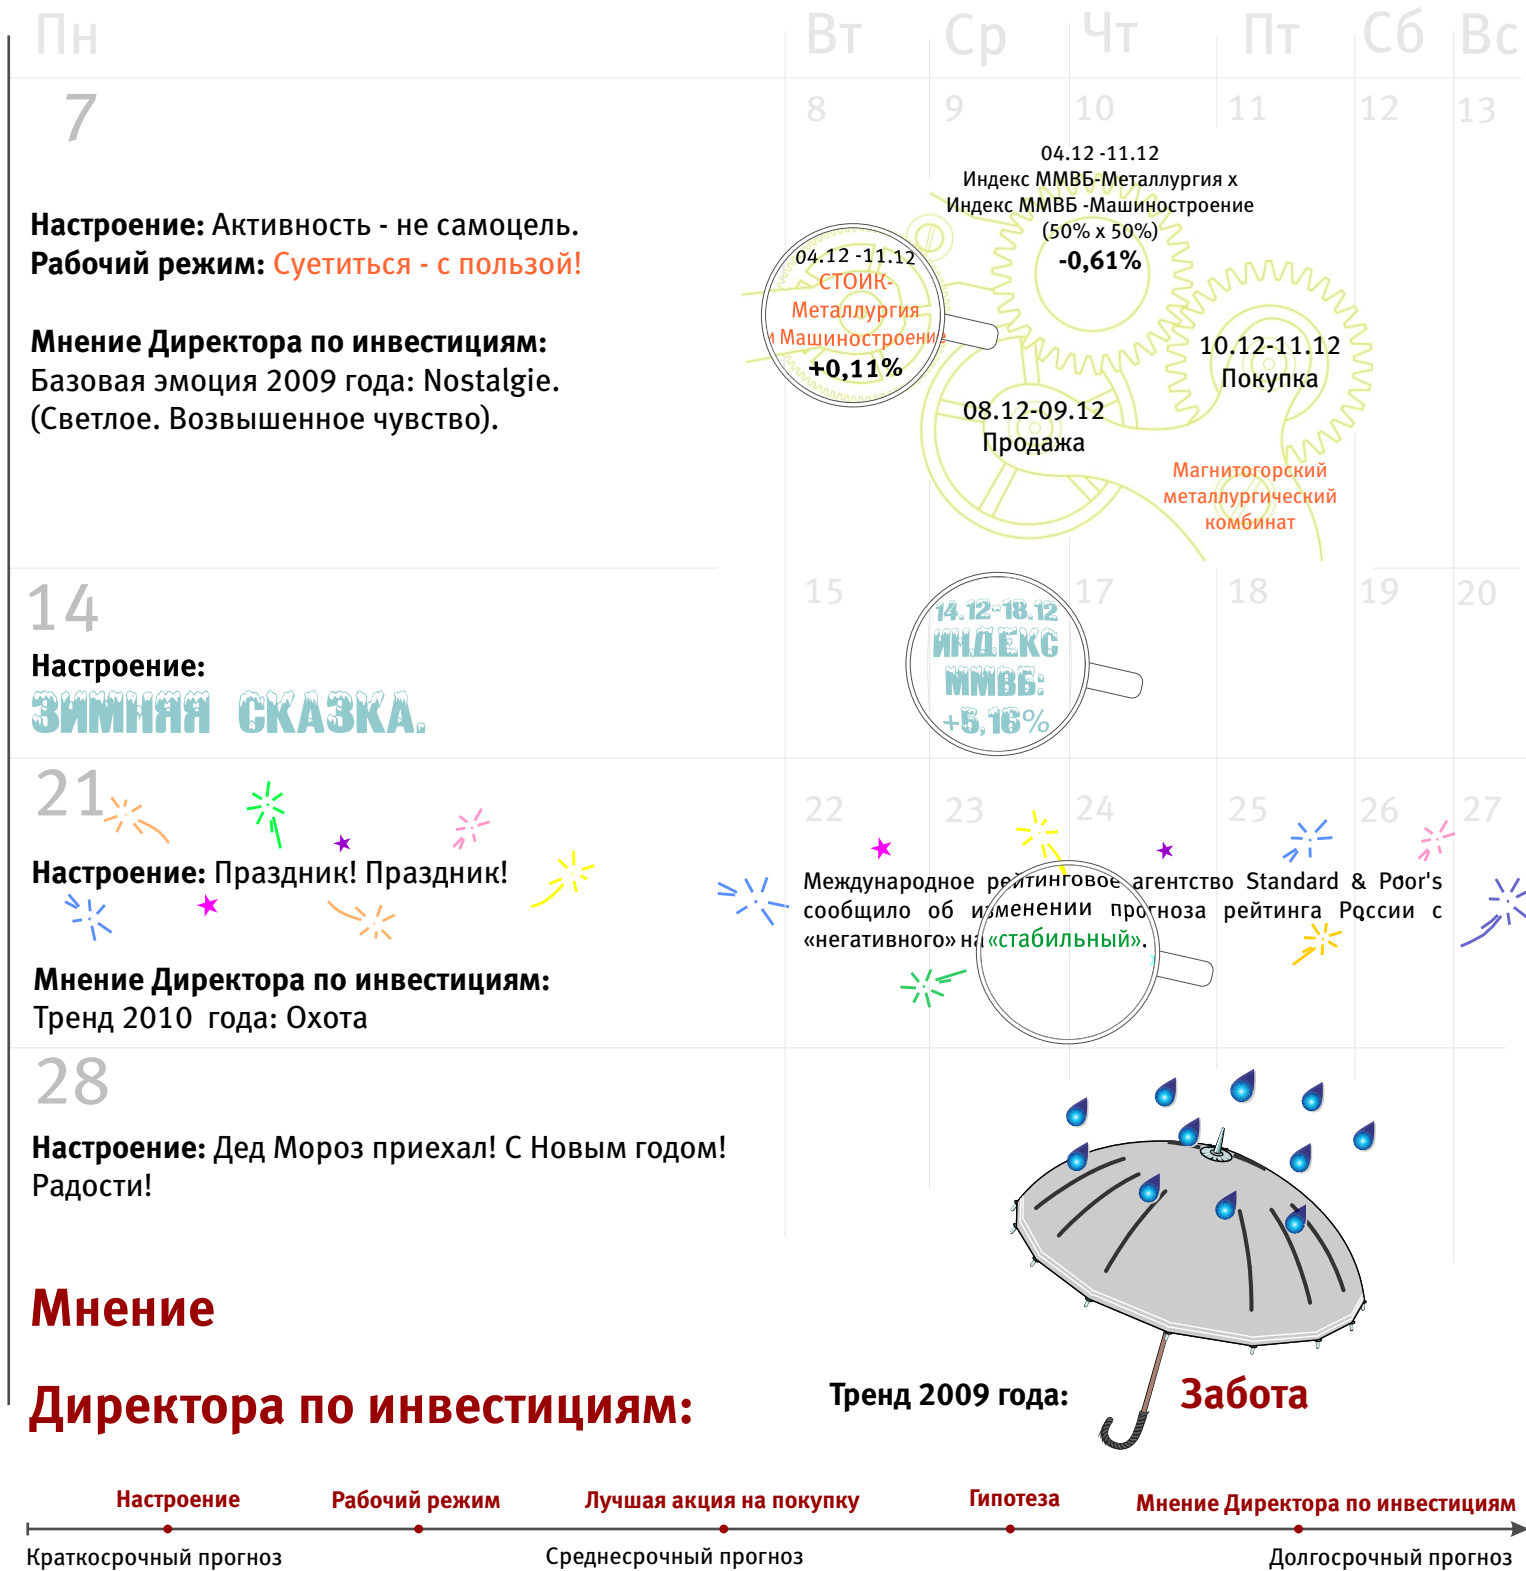 Пн Вт Ср Чт Пт Сб Вс
7 8 9 10 11 12 13
Настроение: Активность - не самоцель.
Рабочий режим: Суетиться - с пользой!
Мнение Директора по инвестициям:
Базовая эмоция 2009 года: Nostalgie.
(Светлое. Возвышенное чувство).
04.12 -11.12
СТОИК-
Металлургия
и Машиностроение
+0,11%
04.12 -11.12
Индекс ММВБ-Металлургия x
Индекс ММВБ -Машиностроение
(50% x 50%)
-0,61%
08.12-09.12
Продажа
10.12-11.12
Покупка
Магнитогорский
металлургический
комбинат
14 15 17 18 19 20
Настроение:
ЗИМНЯЯ СКАЗКА.
14.12-18.12
ИНДЕКС
ММВБ:
+5,16%
21 22 23 24 25 26 27
Настроение: Праздник! Праздник!
Мнение Директора по инвестициям:
Тренд 2010 года: Охота
Международное рейтинговое агентство Standard & Poor's
сообщило об изменении прогноза рейтинга России с
«негативного» на «стабильный».
28
Настроение: Дед Мороз приехал! С Новым годом!
Радости!
Мнение
Директора по инвестициям:
Тренд 2009 года: Забота
Настроение Рабочий режим Лучшая акция на покупку Гипотеза Мнение Директора по инвестициям
Краткосрочный прогноз Среднесрочный прогноз Долгосрочный прогноз